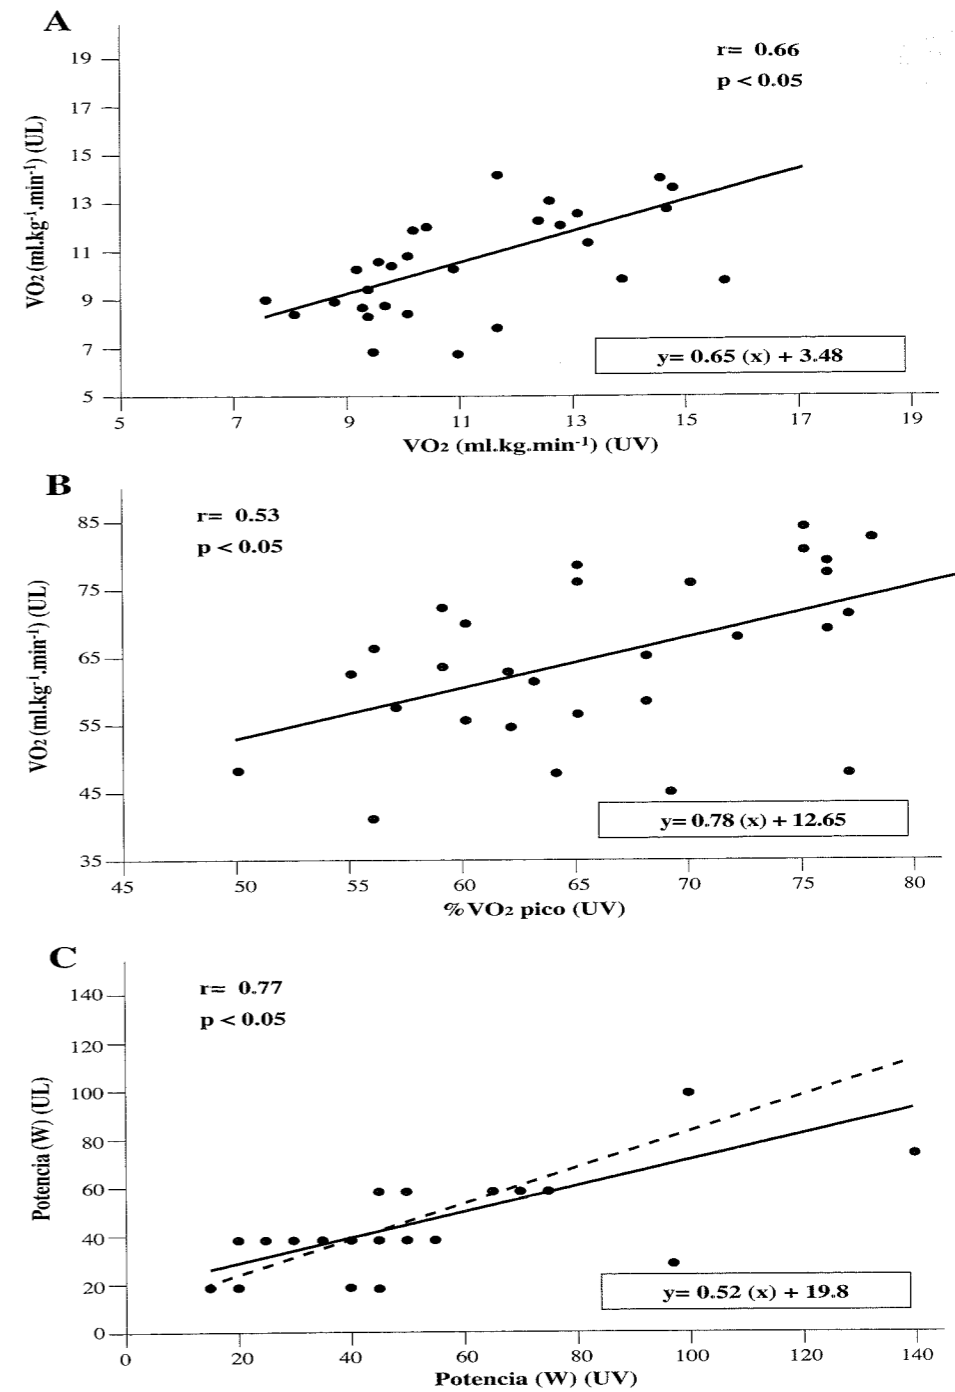 A
r= 0.66
p < 0.05
19
17
15
13
11
9
7
5
VO2 (ml.kg-1.min-1) (UL)
y= 0.65 (x) + 3.48
5 7 9 11 13 15 17 19
VO2 (ml.kg.min-1) (UV)
B
r= 0.53
p < 0.05
85
75
65
55
45
35
VO2 (ml.kg-1.min-1) (UL)
y= 0.78 (x) + 12.65
45 50 55 60 65 70 75 80
% VO2 pico (UV)
C
r= 0.77
p < 0.05
140
120
100
80
60
40
20
0
Potencia (W) (UL)
y= 0.52 (x) + 19.8
0 20 40 60 80 100 120 140
Potencia (W) (UV)